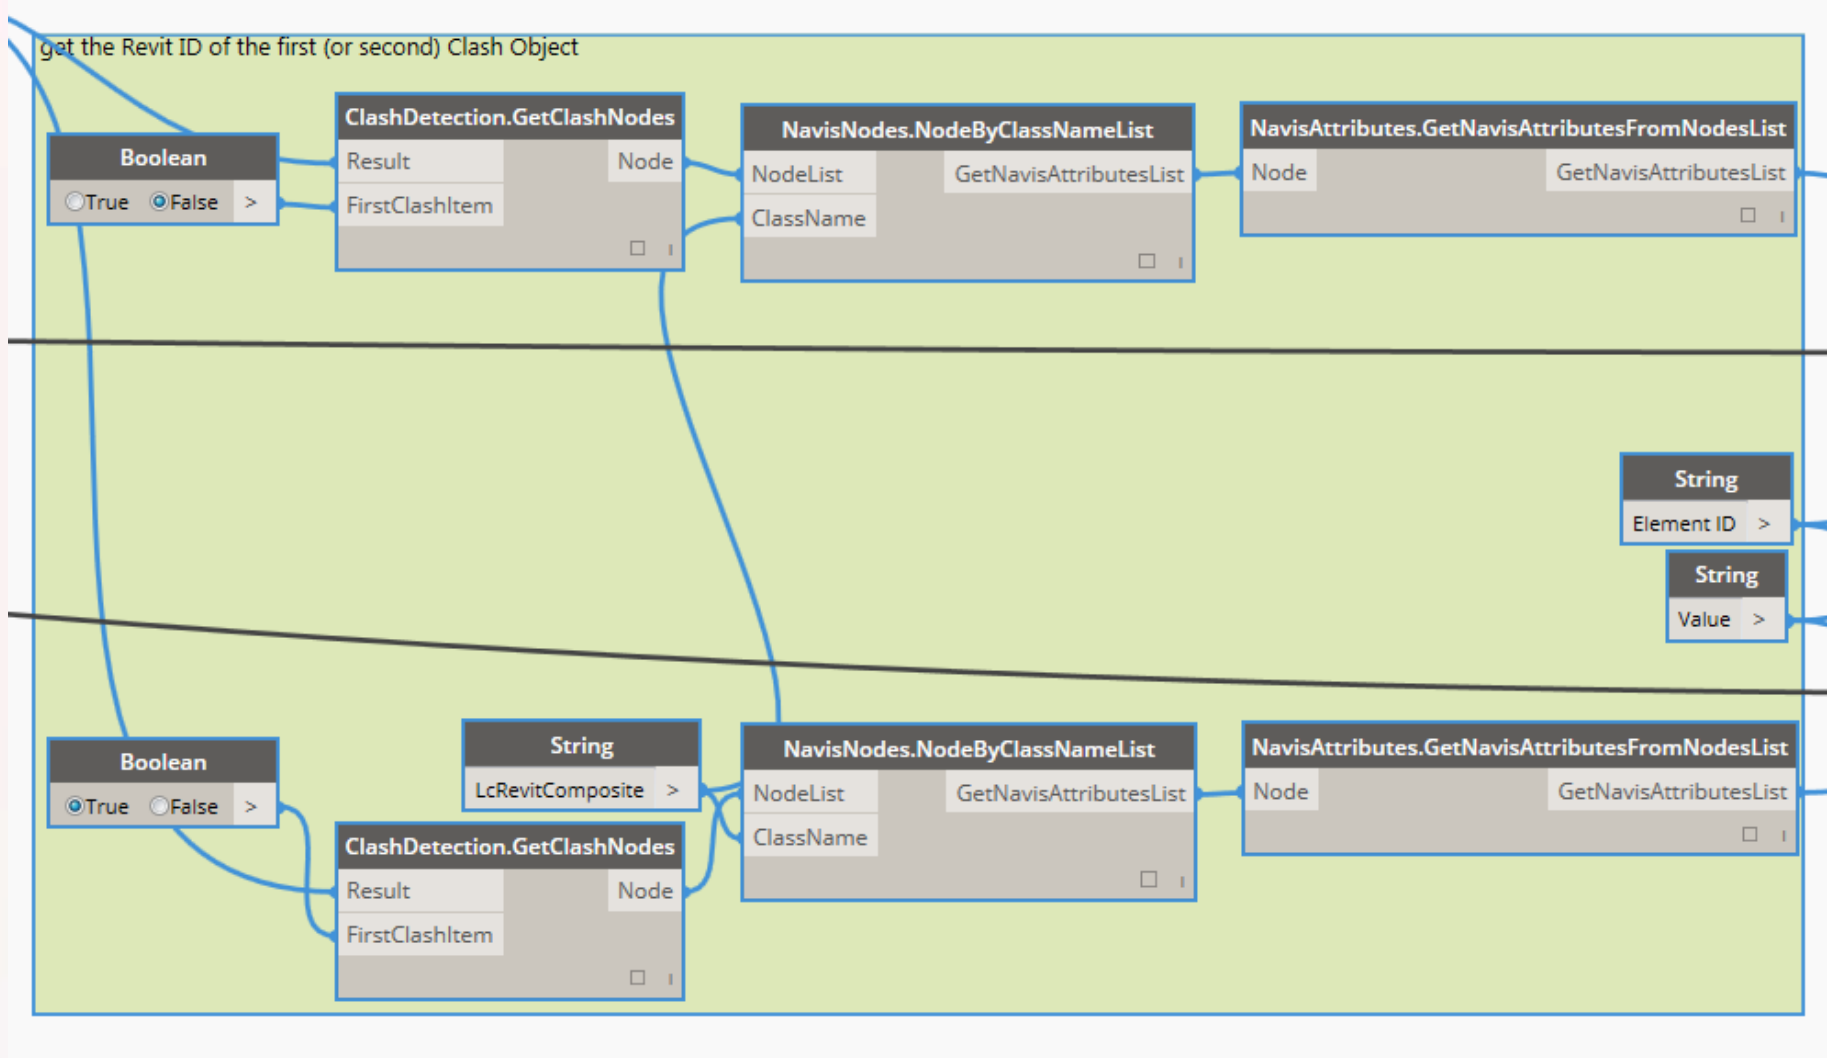 get the Revit ID of the first (or second) Clash Object
Boolean
True False >
ClashDetection.GetClashNodes
Result Node
FirstClashItem
NavisNodes.NodeByClassNameList
NodeList GetNavisAttributesList
ClassName
NavisAttributes.GetNavisAttributesFromNodesList
Node GetNavisAttributesList
String
Element ID >
String
Value >
Boolean
True False >
String
LcRevitComposite >
ClashDetection.GetClashNodes
Result Node
FirstClashItem
NavisNodes.NodeByClassNameList
NodeList GetNavisAttributesList
ClassName
NavisAttributes.GetNavisAttributesFromNodesList
Node GetNavisAttributesList